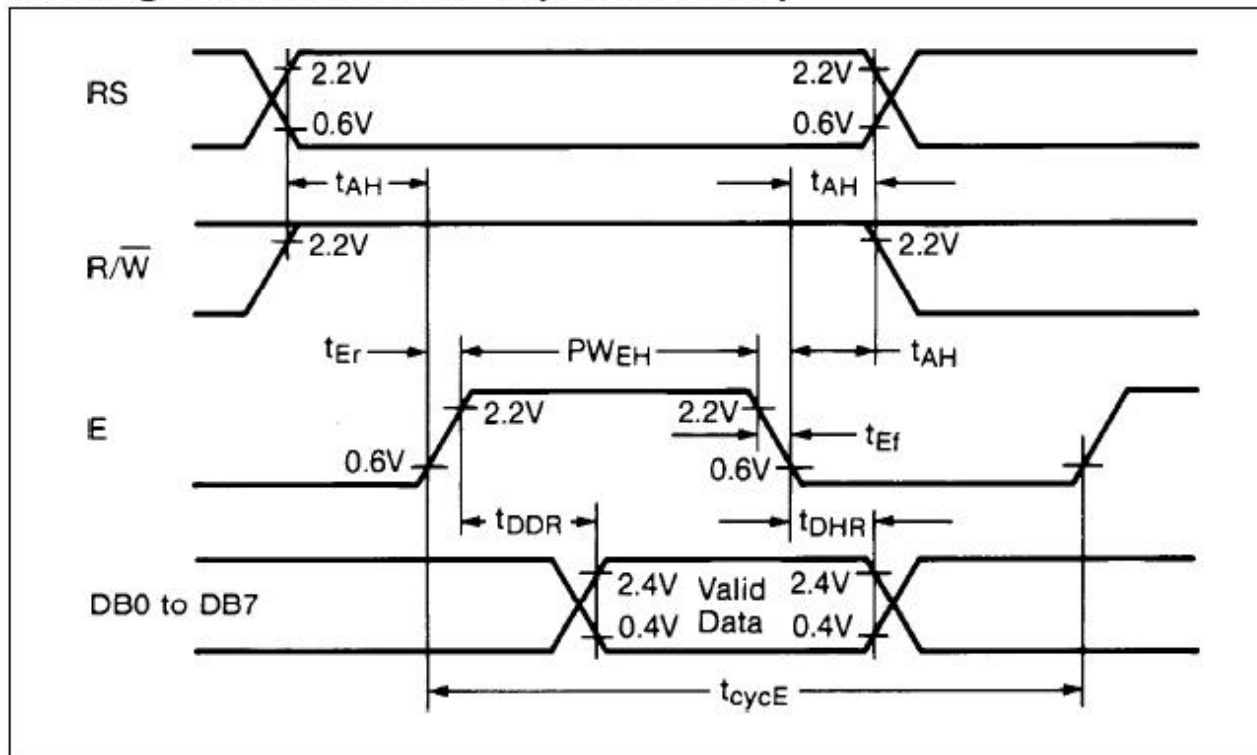 RS
2.2V
2.2V
0.6V
0.6V
tAH
tAH
R/W̅
2.2V
2.2V
tEr
PWEH
tAH
E
2.2V
2.2V
tEf
0.6V
0.6V
tDDR
tDHR
DB0 to DB7
2.4V
Valid
Data
2.4V
0.4V
0.4V
tcycE